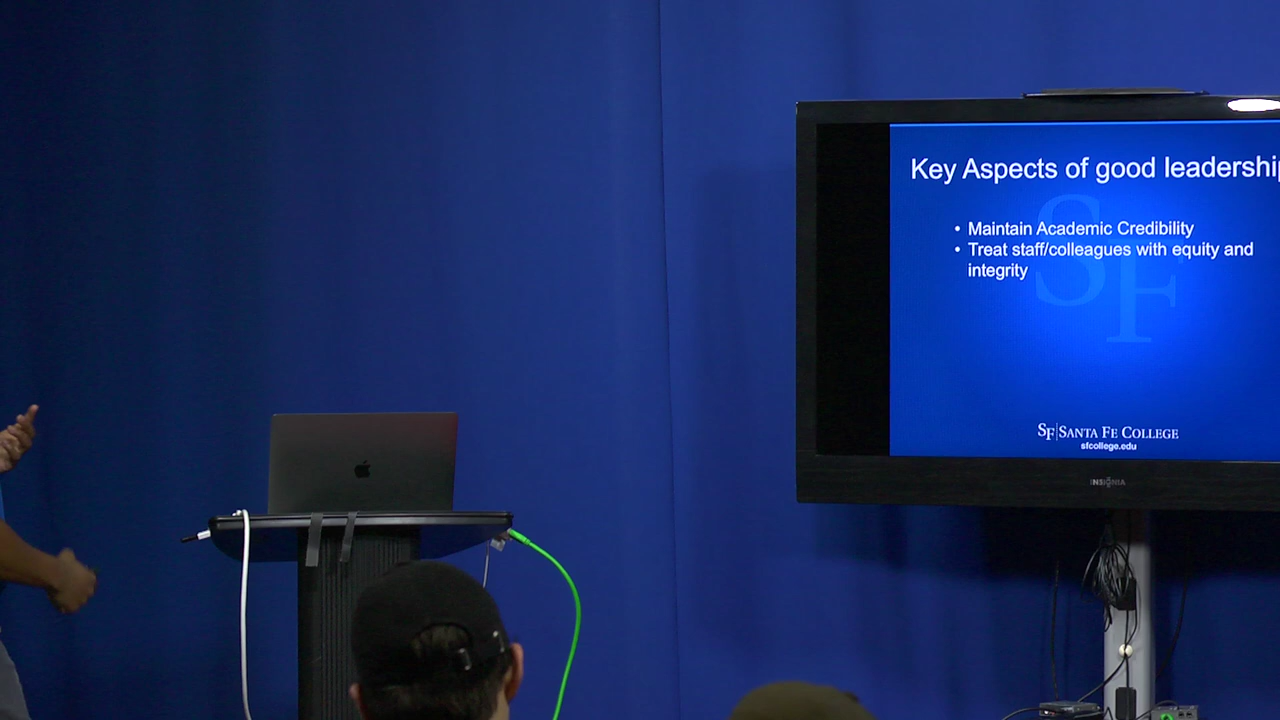 Key Aspects of good leadershi
• Maintain Academic Credibility
• Treat staff/colleagues with equity and
integrity
SF
SF SANTA FE COLLEGE
sfcollege.edu
INSIGNIA